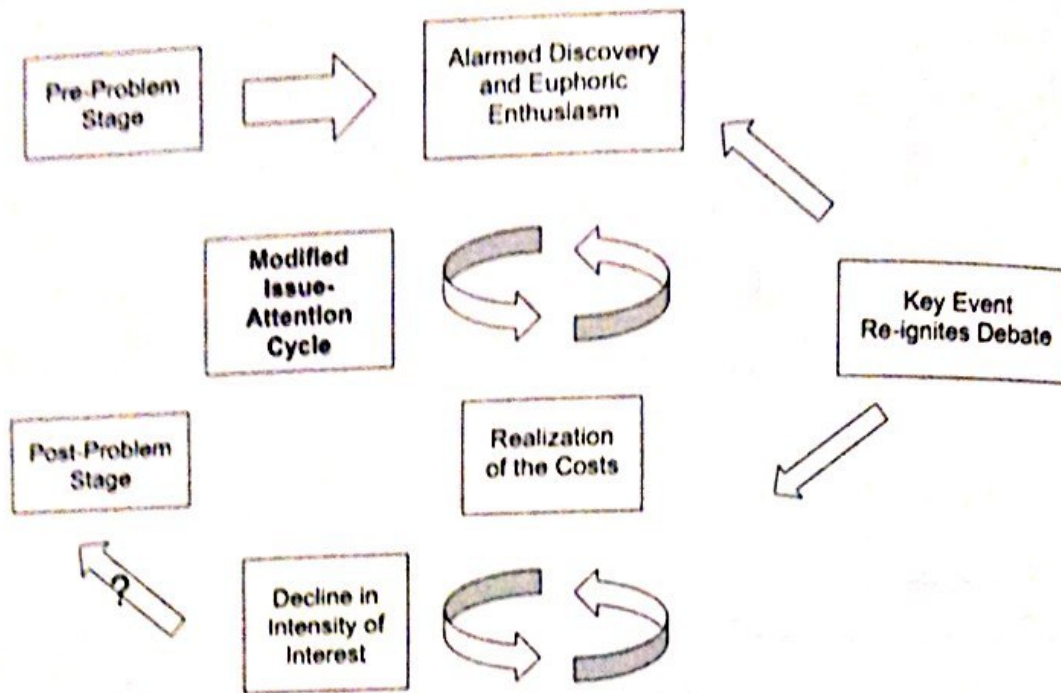 Pre-Problem
Stage
Alarmed Discovery
and Euphoric
Enthusiasm
Modified
Issue-
Attention
Cycle
Key Event
Re-ignites Debate
Post-Problem
Stage
Realization
of the Costs
?
Decline in
Intensity of
Interest